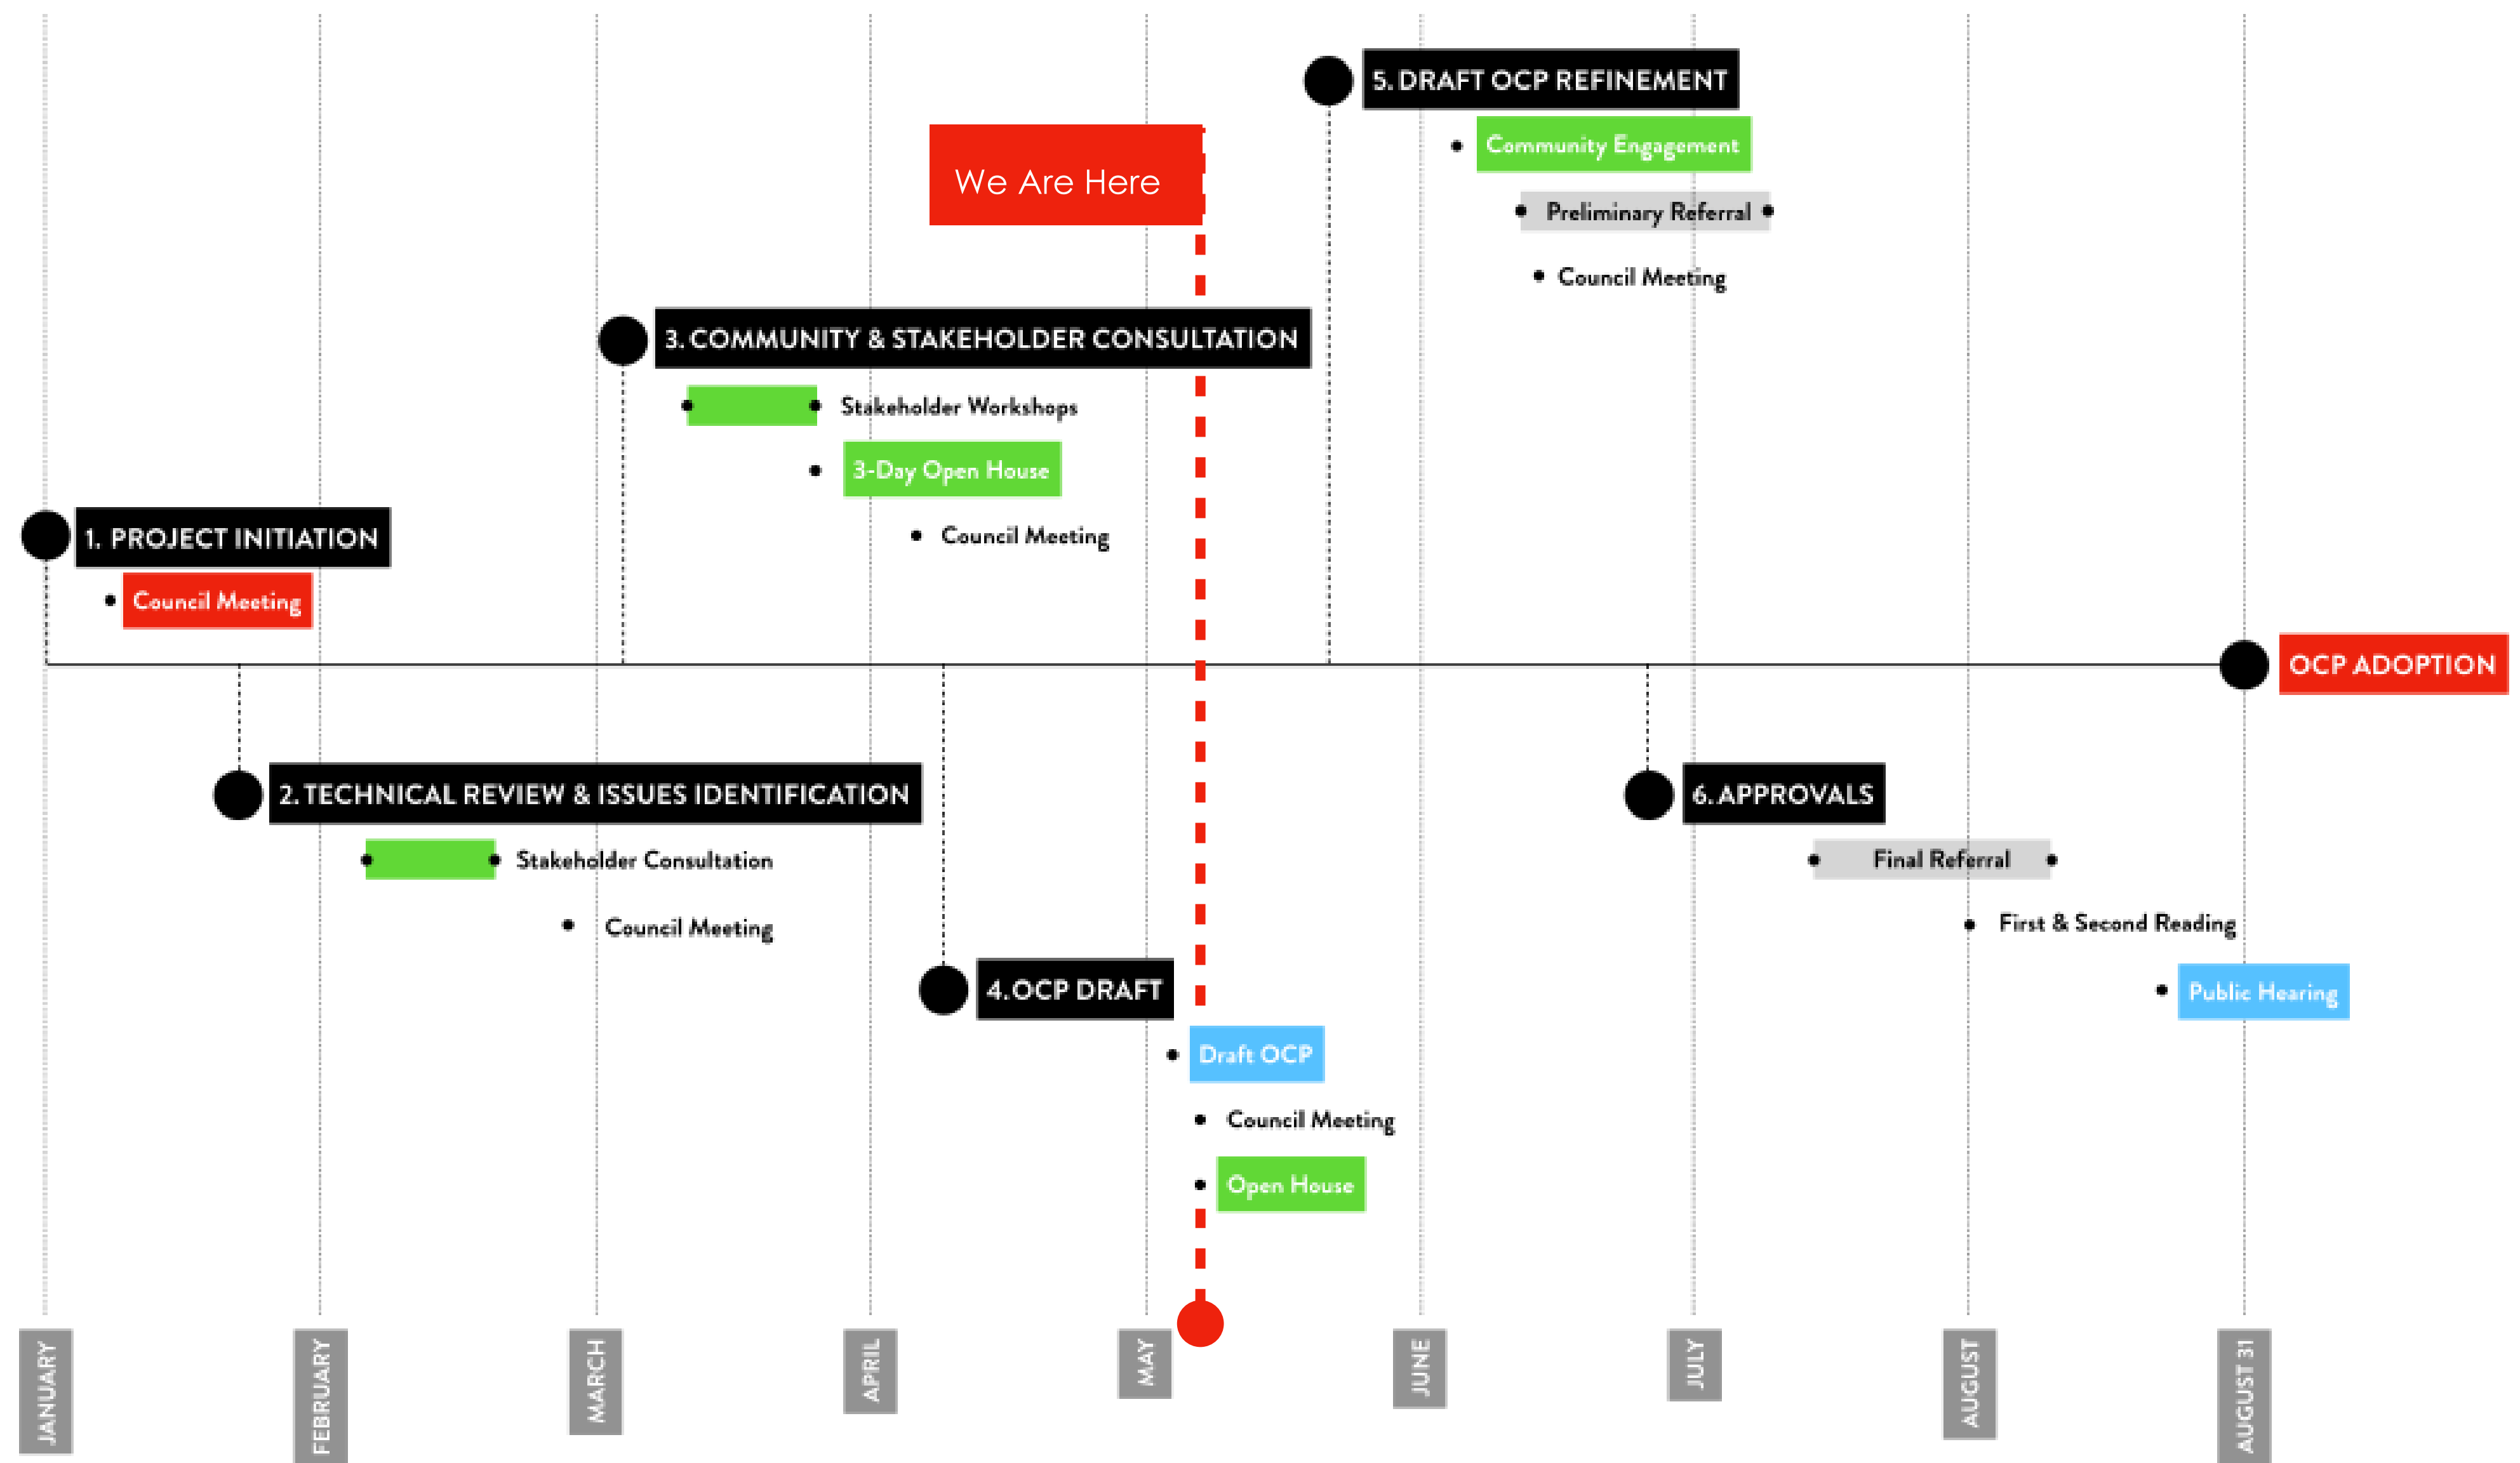 5. DRAFT OCP REFINEMENT
Community Engagement
Preliminary Referral
Council Meeting
We Are Here
3. COMMUNITY & STAKEHOLDER CONSULTATION
Stakeholder Workshops
3-Day Open House
Council Meeting
1. PROJECT INITIATION
Council Meeting
OCP ADOPTION
2. TECHNICAL REVIEW & ISSUES IDENTIFICATION
Stakeholder Consultation
Council Meeting
4. OCP DRAFT
Draft OCP
Council Meeting
Open House
6. APPROVALS
Final Referral
First & Second Reading
Public Hearing
JANUARY
FEBRUARY
MARCH
APRIL
MAY
JUNE
JULY
AUGUST
AUGUST 31